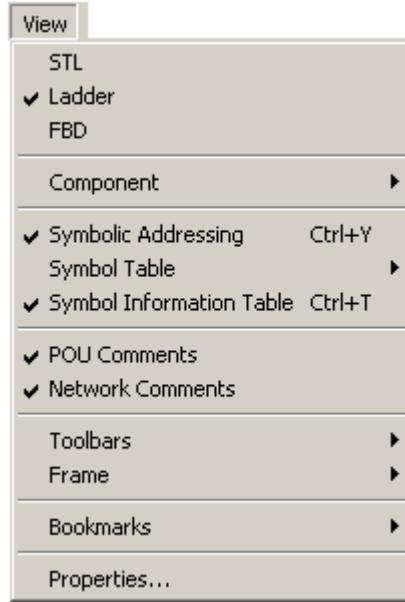 View
STL
Ladder
FBD
Component
Symbolic Addressing Ctrl+Y
Symbol Table
Symbol Information Table Ctrl+T
POU Comments
Network Comments
Toolbars
Frame
Bookmarks
Properties...